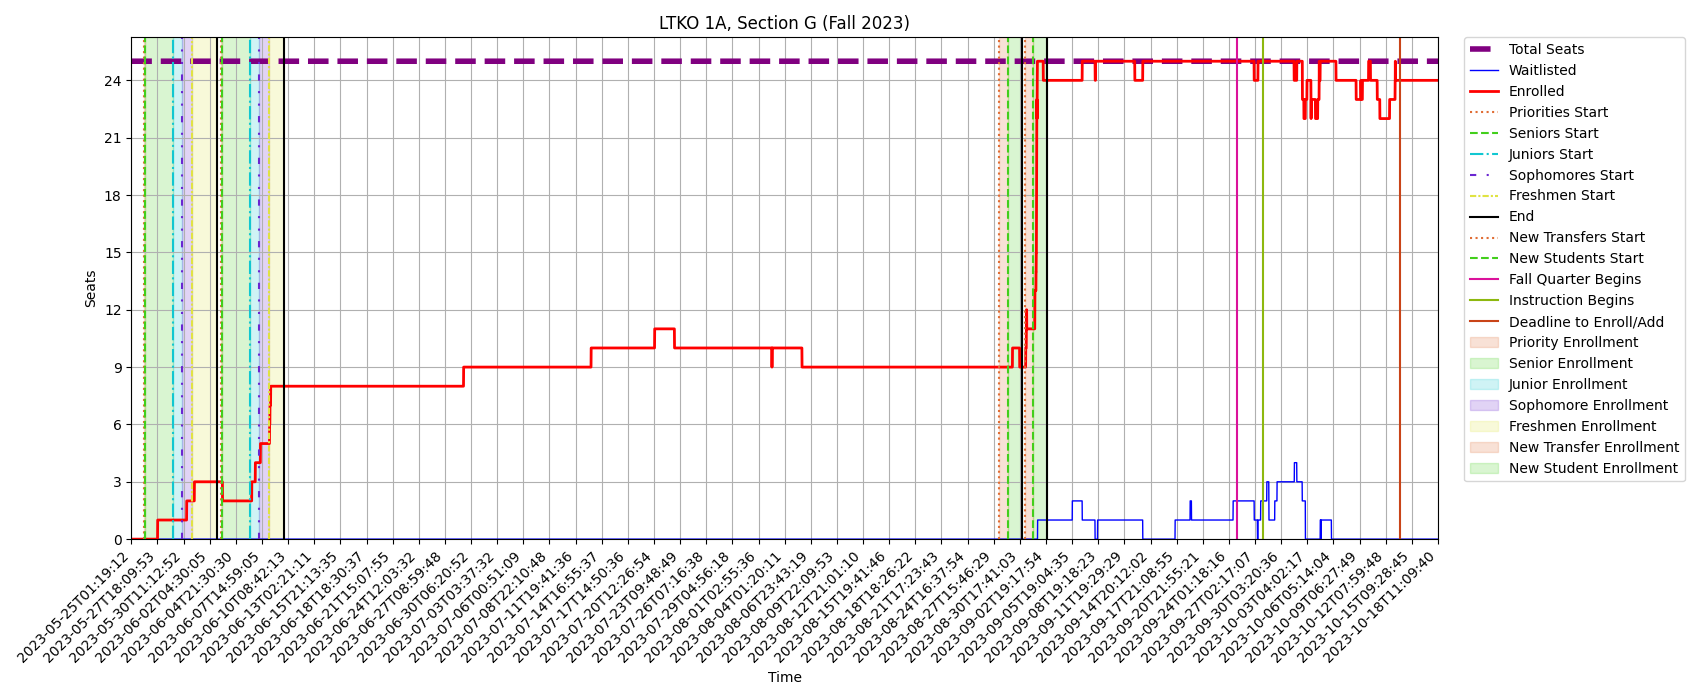 LTKO 1A, Section G (Fall 2023)
Seats
24
21
18
15
12
9
6
3
0
2023-05-25T01:19:12
2023-05-27T18:09:53
2023-05-30T11:12:52
2023-06-02T04:30:05
2023-06-04T21:30:30
2023-06-07T14:59:05
2023-06-10T08:42:13
2023-06-13T02:21:11
2023-06-15T21:13:35
2023-06-18T18:30:37
2023-06-21T15:07:55
2023-06-24T12:03:32
2023-06-27T08:59:48
2023-06-30T06:20:52
2023-07-03T03:37:32
2023-07-06T00:51:09
2023-07-08T22:10:48
2023-07-11T19:41:36
2023-07-14T16:55:37
2023-07-17T14:50:36
2023-07-20T12:26:54
2023-07-23T09:48:49
2023-07-26T07:16:38
2023-07-29T04:56:18
2023-08-01T02:55:36
2023-08-04T01:20:11
2023-08-06T23:43:19
2023-08-09T22:09:53
2023-08-12T21:01:10
2023-08-15T19:41:46
2023-08-18T18:26:22
2023-08-21T17:23:43
2023-08-24T16:37:54
2023-08-27T15:46:29
2023-08-30T17:41:03
2023-09-02T19:17:54
2023-09-05T19:04:35
2023-09-08T19:18:23
2023-09-11T19:29:29
2023-09-14T20:12:02
2023-09-17T21:08:55
2023-09-20T21:55:21
2023-09-24T01:18:16
2023-09-27T02:17:07
2023-09-30T03:20:36
2023-10-03T04:02:17
2023-10-06T05:14:04
2023-10-09T06:27:49
2023-10-12T07:59:48
2023-10-15T09:28:45
2023-10-18T11:09:40
Time
Total Seats
Waitlisted
Enrolled
Priorities Start
Seniors Start
Juniors Start
Sophomores Start
Freshmen Start
End
New Transfers Start
New Students Start
Fall Quarter Begins
Instruction Begins
Deadline to Enroll/Add
Priority Enrollment
Senior Enrollment
Junior Enrollment
Sophomore Enrollment
Freshmen Enrollment
New Transfer Enrollment
New Student Enrollment